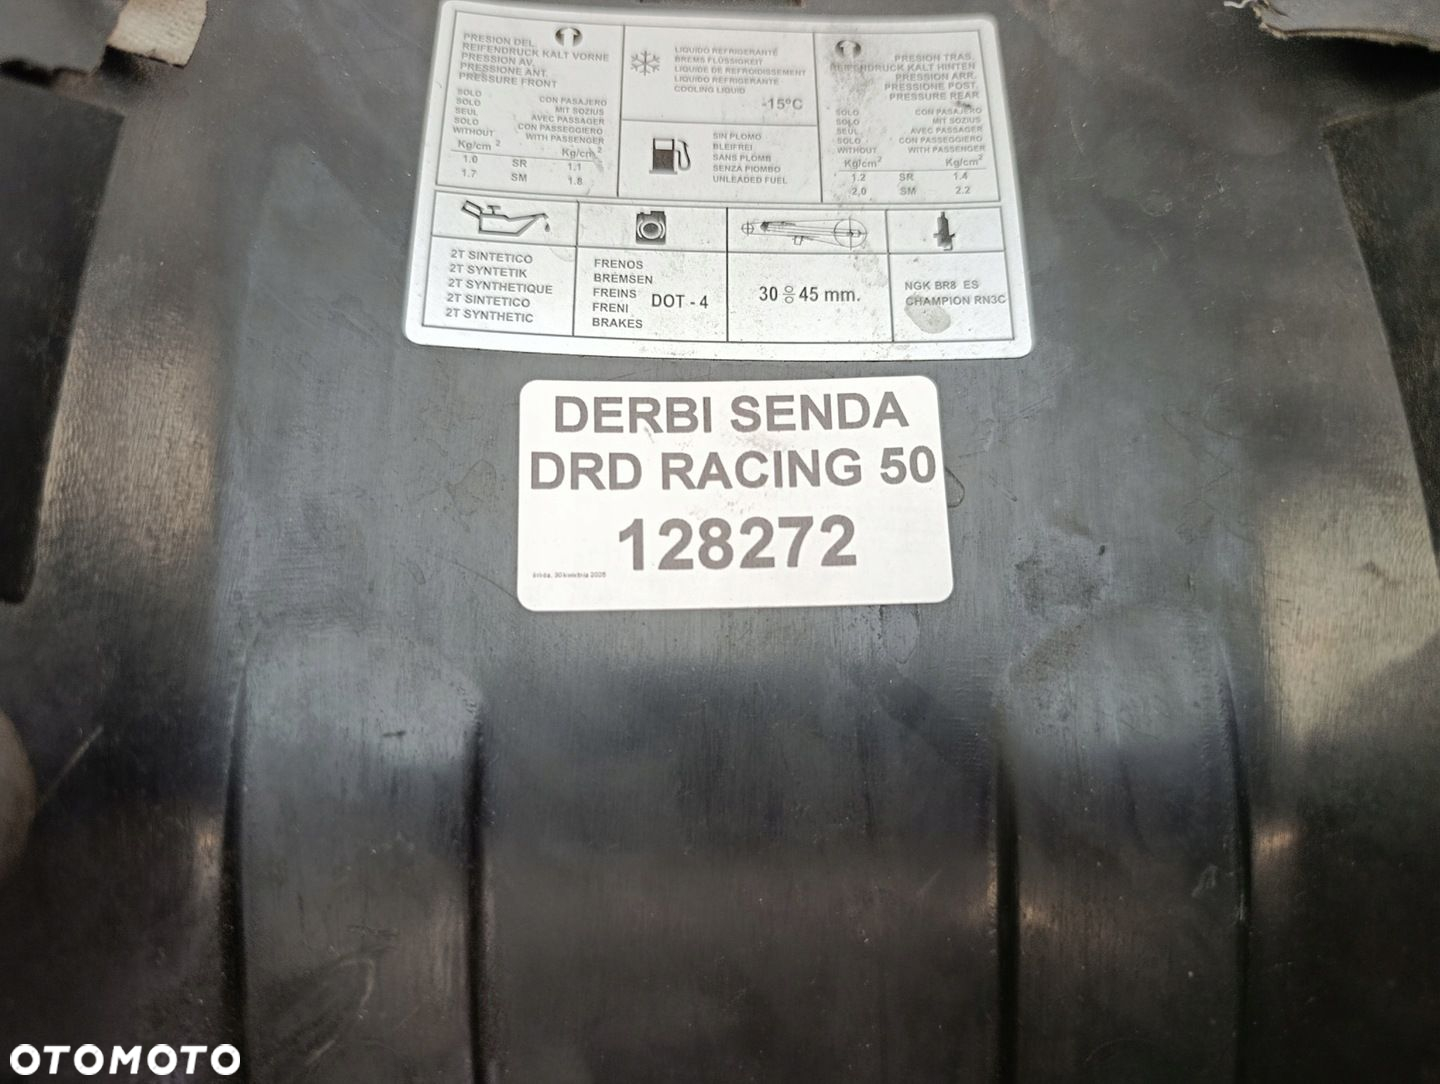 PRESION DEL.
REIFENDRUCK KALT VORNE
PRESSION AV.
PRESSIONE ANT.
PRESSURE FRONT
SOLO CON PASAJERO
SOLO MIT SOZIUS
SEUL AVEC PASSAGER
SOLO CON PASSEGGIERO
WITHOUT WITH PASSENGER
Kg/cm² Kg/cm²
1.0 SR 1.1
1.7 SM 1.8
LIQUIDO REFRIGERANTE
BREMS FLÜSSIGKEIT
LIQUIDE DE REFROIDISSEMENT
LIQUIDO REFRIGERANTE
COOLING LIQUID
-15ºC
SIN PLOMO
BLEIFREI
SANS PLOMB
SENZA PIOMBO
UNLEADED FUEL
PRESION TRAS.
REIFENDRUCK KALT HINTEN
PRESSION ARR.
PRESSIONE POST.
PRESSURE REAR
SOLO CON PASAJERO
SOLO MIT SOZIUS
SEUL AVEC PASSAGER
SOLO CON PASSEGGIERO
WITHOUT WITH PASSENGER
Kg/cm² Kg/cm²
1.2 SR 1.4
2,0 SM 2.2
2T SINTETICO
2T SYNTETIK
2T SYNTHETIQUE
2T SINTETICO
2T SYNTHETIC
FRENOS
BREMSEN
FREINS DOT - 4
FRENI
BRAKES
30 ÷ 45 mm.
NGK BR8 ES
CHAMPION RN3C
DERBI SENDA
DRD RACING 50
128272
środa, 30 kwietnia 2025
OTOMOTO